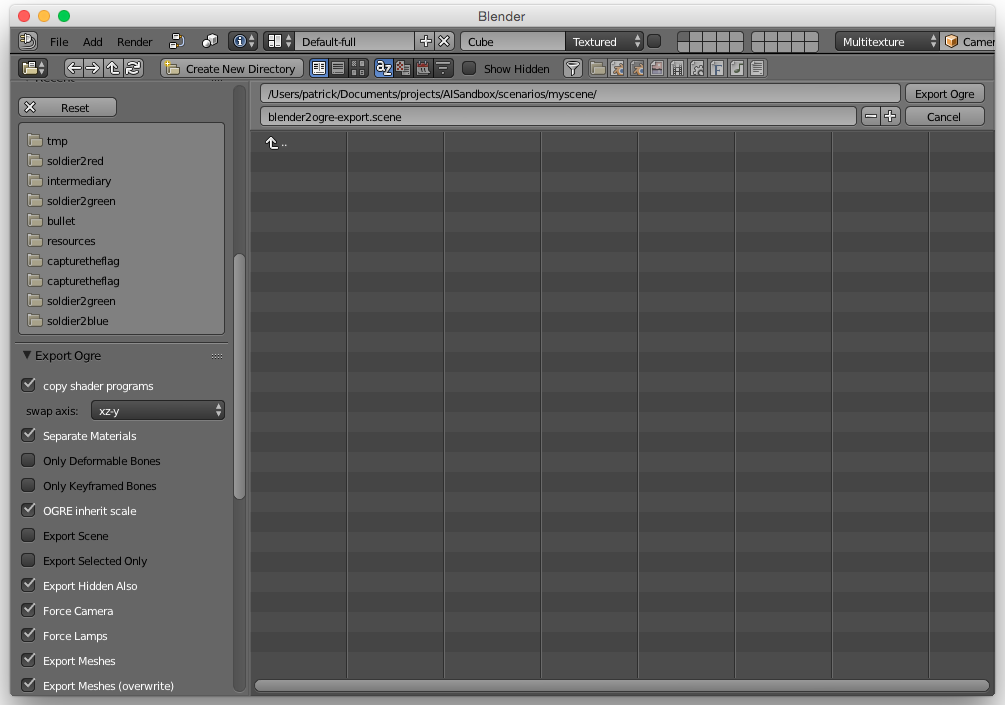 Blender
File Add Render Default-full Cube Textured Multitexture Camer
Create New Directory az Show Hidden F
Recent
/Users/patrick/Documents/projects/AISandbox/scenarios/myscene/ Export Ogre
Reset
blender2ogre-export.scene Cancel
..
tmp
soldier2red
intermediary
soldier2green
bullet
resources
capturetheflag
capturetheflag
soldier2green
soldier2blue
Export Ogre
copy shader programs
swap axis: xz-y
Separate Materials
Only Deformable Bones
Only Keyframed Bones
OGRE inherit scale
Export Scene
Export Selected Only
Export Hidden Also
Force Camera
Force Lamps
Export Meshes
Export Meshes (overwrite)